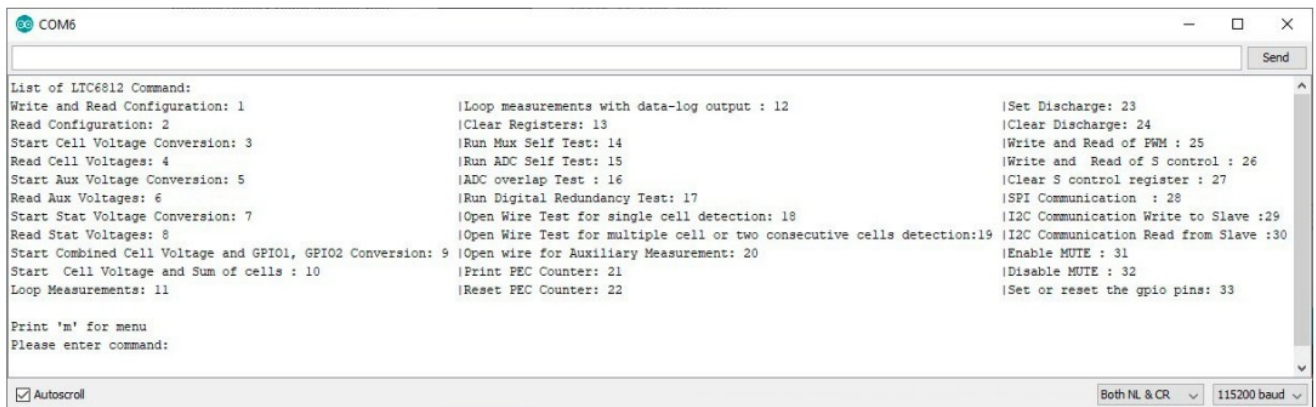 COM6
Send
List of LTC6812 Command:
Write and Read Configuration: 1 |Loop measurements with data-log output : 12 |Set Discharge: 23
Read Configuration: 2 |Clear Registers: 13 |Clear Discharge: 24
Start Cell Voltage Conversion: 3 |Run Mux Self Test: 14 |Write and Read of PWM : 25
Read Cell Voltages: 4 |Run ADC Self Test: 15 |Write and  Read of S control : 26
Start Aux Voltage Conversion: 5 |ADC overlap Test : 16 |Clear S control register : 27
Read Aux Voltages: 6 |Run Digital Redundancy Test: 17 |SPI Communication  : 28
Start Stat Voltage Conversion: 7 |Open Wire Test for single cell detection: 18 |I2C Communication Write to Slave :29
Read Stat Voltages: 8 |Open Wire Test for multiple cell or two consecutive cells detection:19 |I2C Communication Read from Slave :30
Start Combined Cell Voltage and GPIO1, GPIO2 Conversion: 9 |Open wire for Auxiliary Measurement: 20 |Enable MUTE : 31
Start  Cell Voltage and Sum of cells : 10 |Print PEC Counter: 21 |Disable MUTE : 32
Loop Measurements: 11 |Reset PEC Counter: 22 |Set or reset the gpio pins: 33
Print 'm' for menu
Please enter command:
Autoscroll Both NL & CR 115200 baud